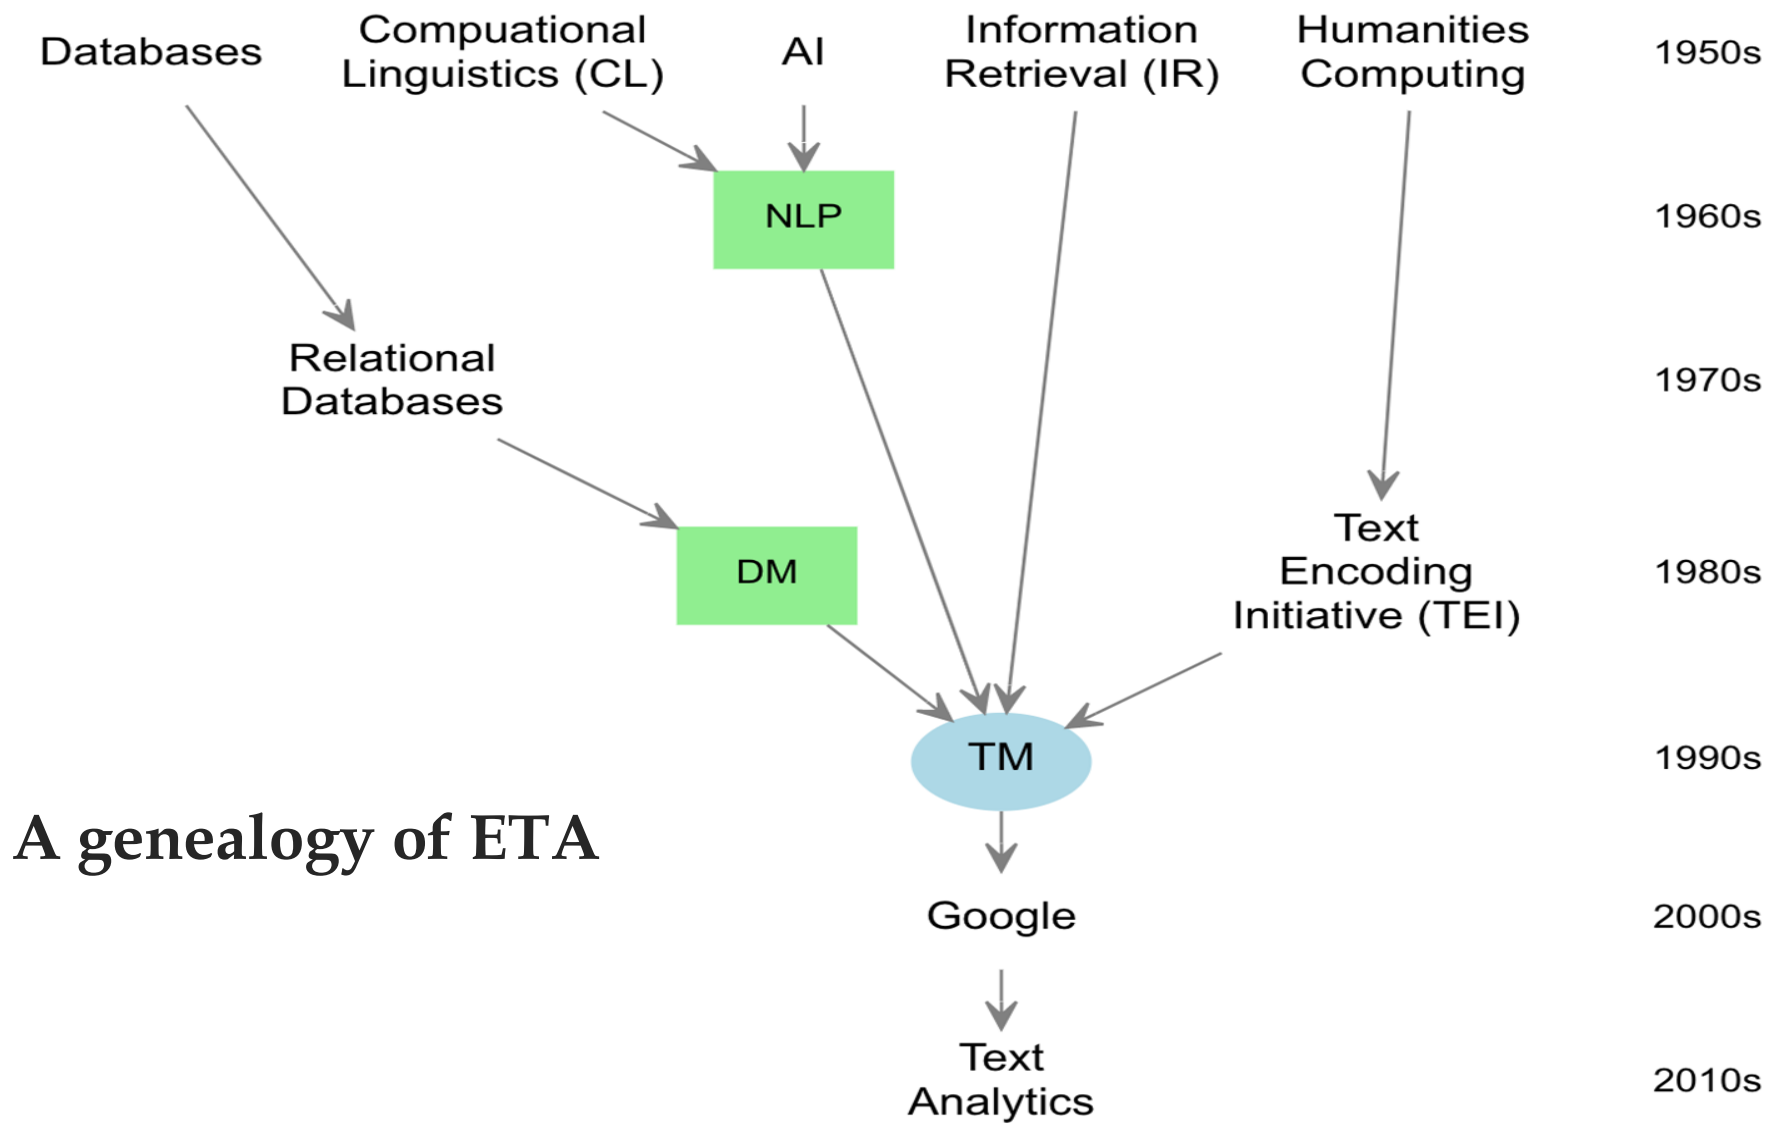 Databases
Compuational
Linguistics (CL)
AI
Information
Retrieval (IR)
Humanities
Computing
1950s
NLP
1960s
Relational
Databases
1970s
DM
Text
Encoding
Initiative (TEI)
1980s
TM
1990s
A genealogy of ETA
Google
2000s
Text
Analytics
2010s